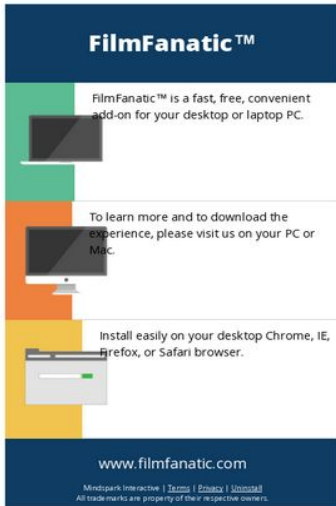 FilmFanatic™
FilmFanatic™ is a fast, free, convenient
add-on for your desktop or laptop PC.
To learn more and to download the
experience, please visit us on your PC or
Mac.
Install easily on your desktop Chrome, IE,
Firefox, or Safari browser.
www.filmfanatic.com
Mindspark Interactive | Terms | Privacy | Uninstall
All trademarks are property of their respective owners.